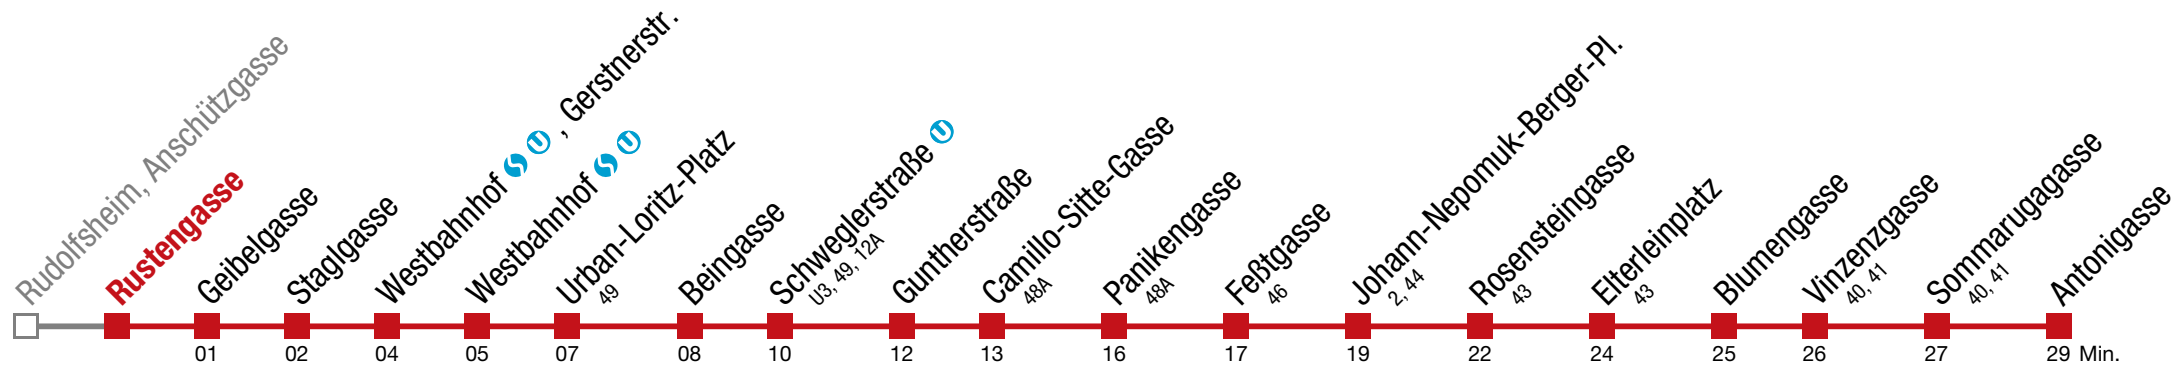 Rudolfsheim, Anschützgasse
Rustengasse
Geibelgasse
Staglgasse
Westbahnhof S U , Gerstnerstr.
Westbahnhof S U
Urban-Loritz-Platz
49
Beingasse
Schweglerstraße U
U3, 49, 12A
Guntherstraße
Camillo-Sitte-Gasse
48A
Panikengasse
48A
Feßtgasse
46
Johann-Nepomuk-Berger-Pl.
2, 44
Rosensteingasse
43
Elterleinplatz
43
Blumengasse
Vinzenzgasse
40, 41
Sommarugagasse
40, 41
Antonigasse
01 02 04 05 07 08 10 12 13 16 17 19 22 24 25 26 27 29 Min.